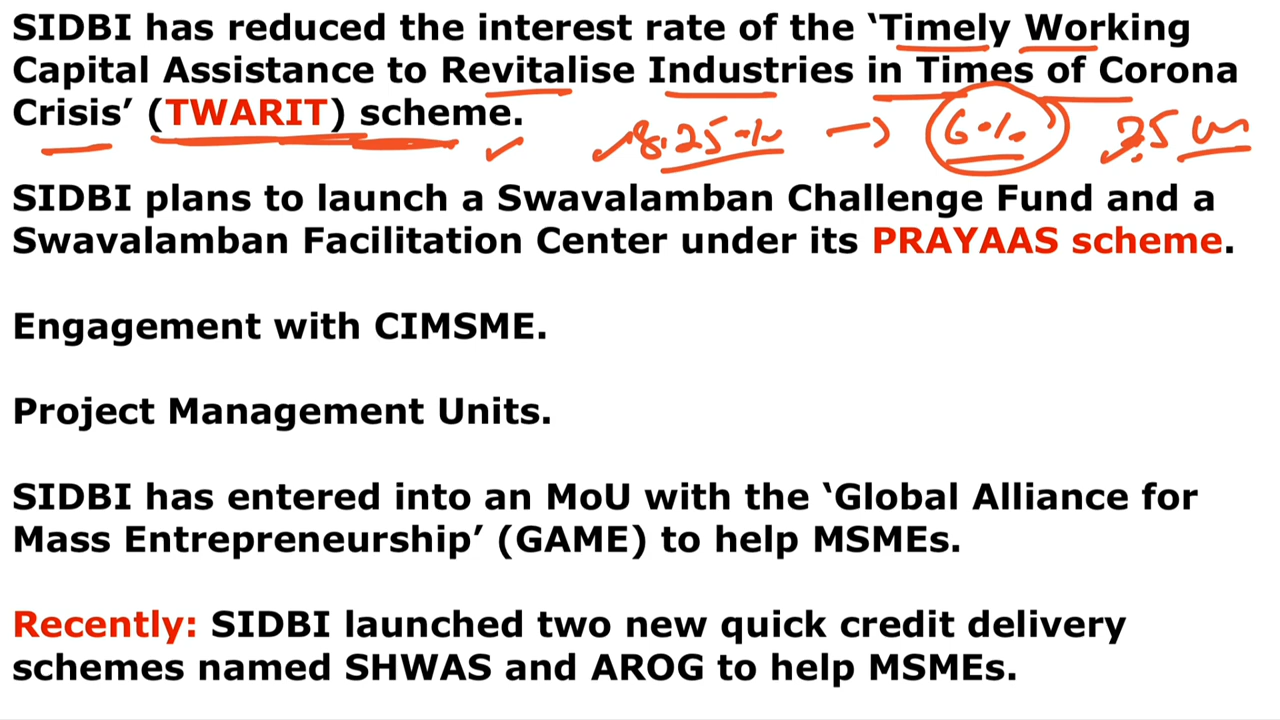 SIDBI has reduced the interest rate of the ‘Timely Working
Capital Assistance to Revitalise Industries in Times of Corona
Crisis’ (TWARIT) scheme.
8.25% → 6%
SIDBI plans to launch a Swavalamban Challenge Fund and a
Swavalamban Facilitation Center under its PRAYAAS scheme.
Engagement with CIMSME.
Project Management Units.
SIDBI has entered into an MoU with the ‘Global Alliance for
Mass Entrepreneurship’ (GAME) to help MSMEs.
Recently: SIDBI launched two new quick credit delivery
schemes named SHWAS and AROG to help MSMEs.